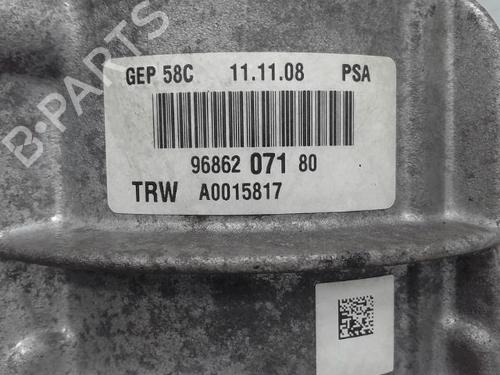 B-PARTS
GEP 58C 11.11.08 PSA
96862 071 80
TRW A0015817